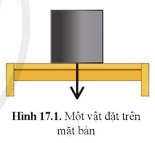 Hình 17.1. Một vật đặt trên
mặt bàn